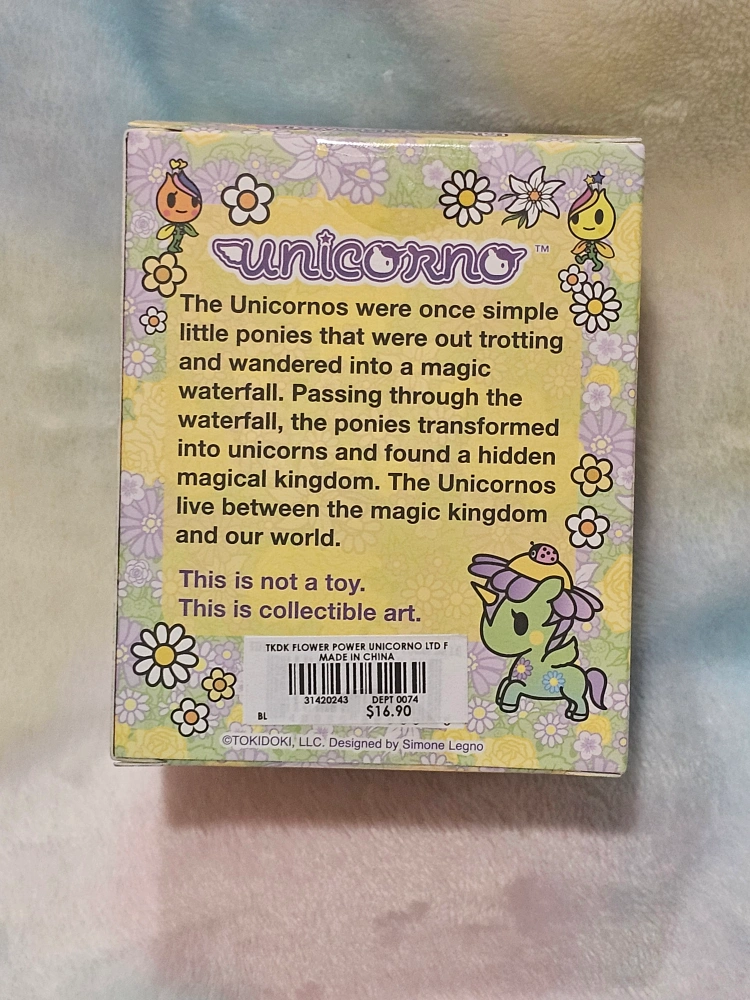 unicorno™
The Unicornos were once simple
little ponies that were out trotting
and wandered into a magic
waterfall. Passing through the
waterfall, the ponies transformed
into unicorns and found a hidden
magical kingdom. The Unicornos
live between the magic kingdom
and our world.
This is not a toy.
This is collectible art.
TKDK FLOWER POWER UNICORNO LTD F
MADE IN CHINA
31420243 DEPT 0074
BL $16.90
©TOKIDOKI, LLC. Designed by Simone Legno